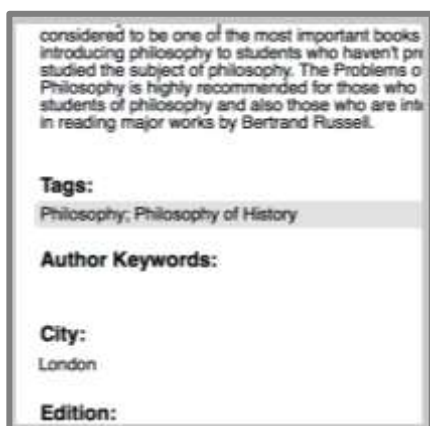 considered to be one of the most important books
introducing philosophy to students who haven't pre
studied the subject of philosophy. The Problems o
Philosophy is highly recommended for those who
students of philosophy and also those who are inte
in reading major works by Bertrand Russell.
Tags:
Philosophy; Philosophy of History
Author Keywords:
City:
London
Edition: